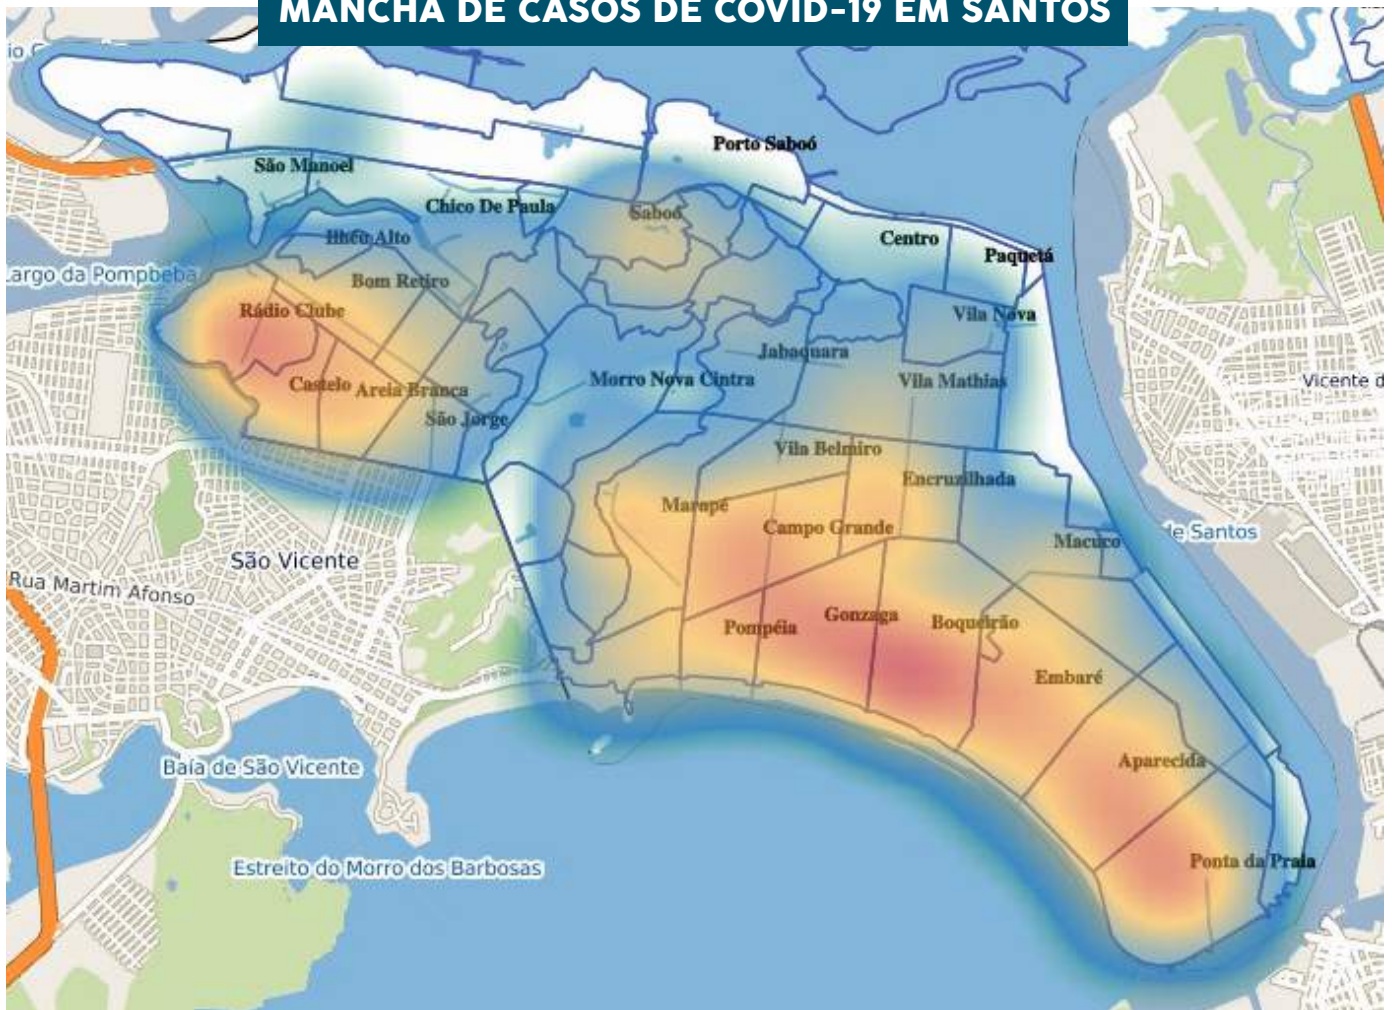 MANCHA DE CASOS DE COVID-19 EM SANTOS
Porto Saboó
São Manoel
Chico De Paula
Saboó
Ilhéu Alto
Centro
Paquetá
Largo da Pompbeba
Bom Retiro
Rádio Clube
Vila Nova
Jabaquara
Morro Nova Cintra
Vila Mathias
Vicente d
Castelo
Areia Branca
São Jorge
Vila Belmiro
Encruzilhada
Marapé
Campo Grande
Macuco
de Santos
São Vicente
Rua Martim Afonso
Pompéia
Gonzaga
Boqueirão
Embaré
Aparecida
Baía de São Vicente
Ponta da Praia
Estreito do Morro dos Barbosas